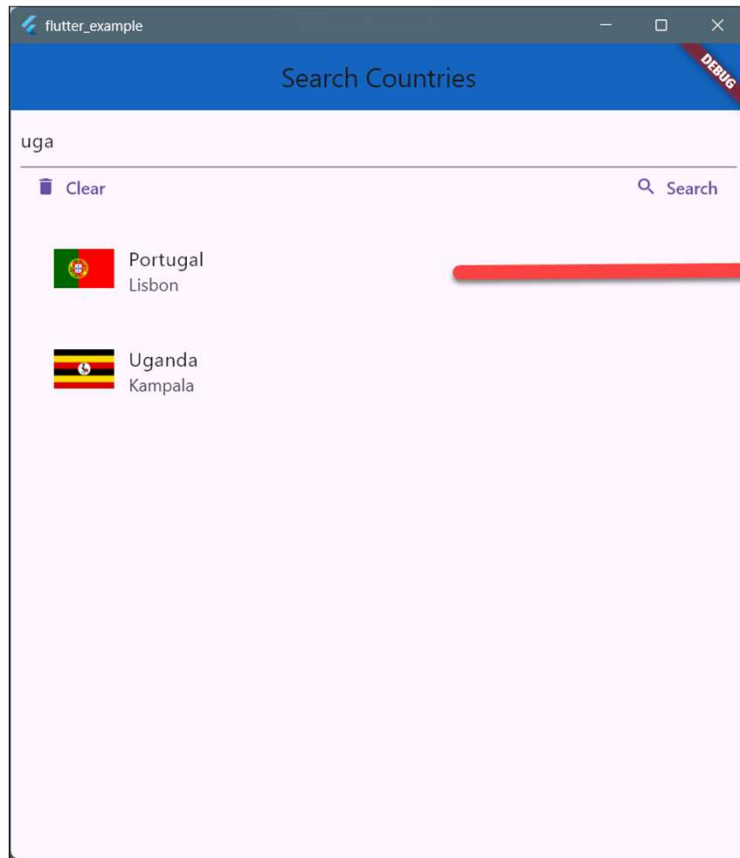 flutter_example
Search Countries
DEBUG
uga
Clear Search
Portugal
Lisbon
Uganda
Kampala